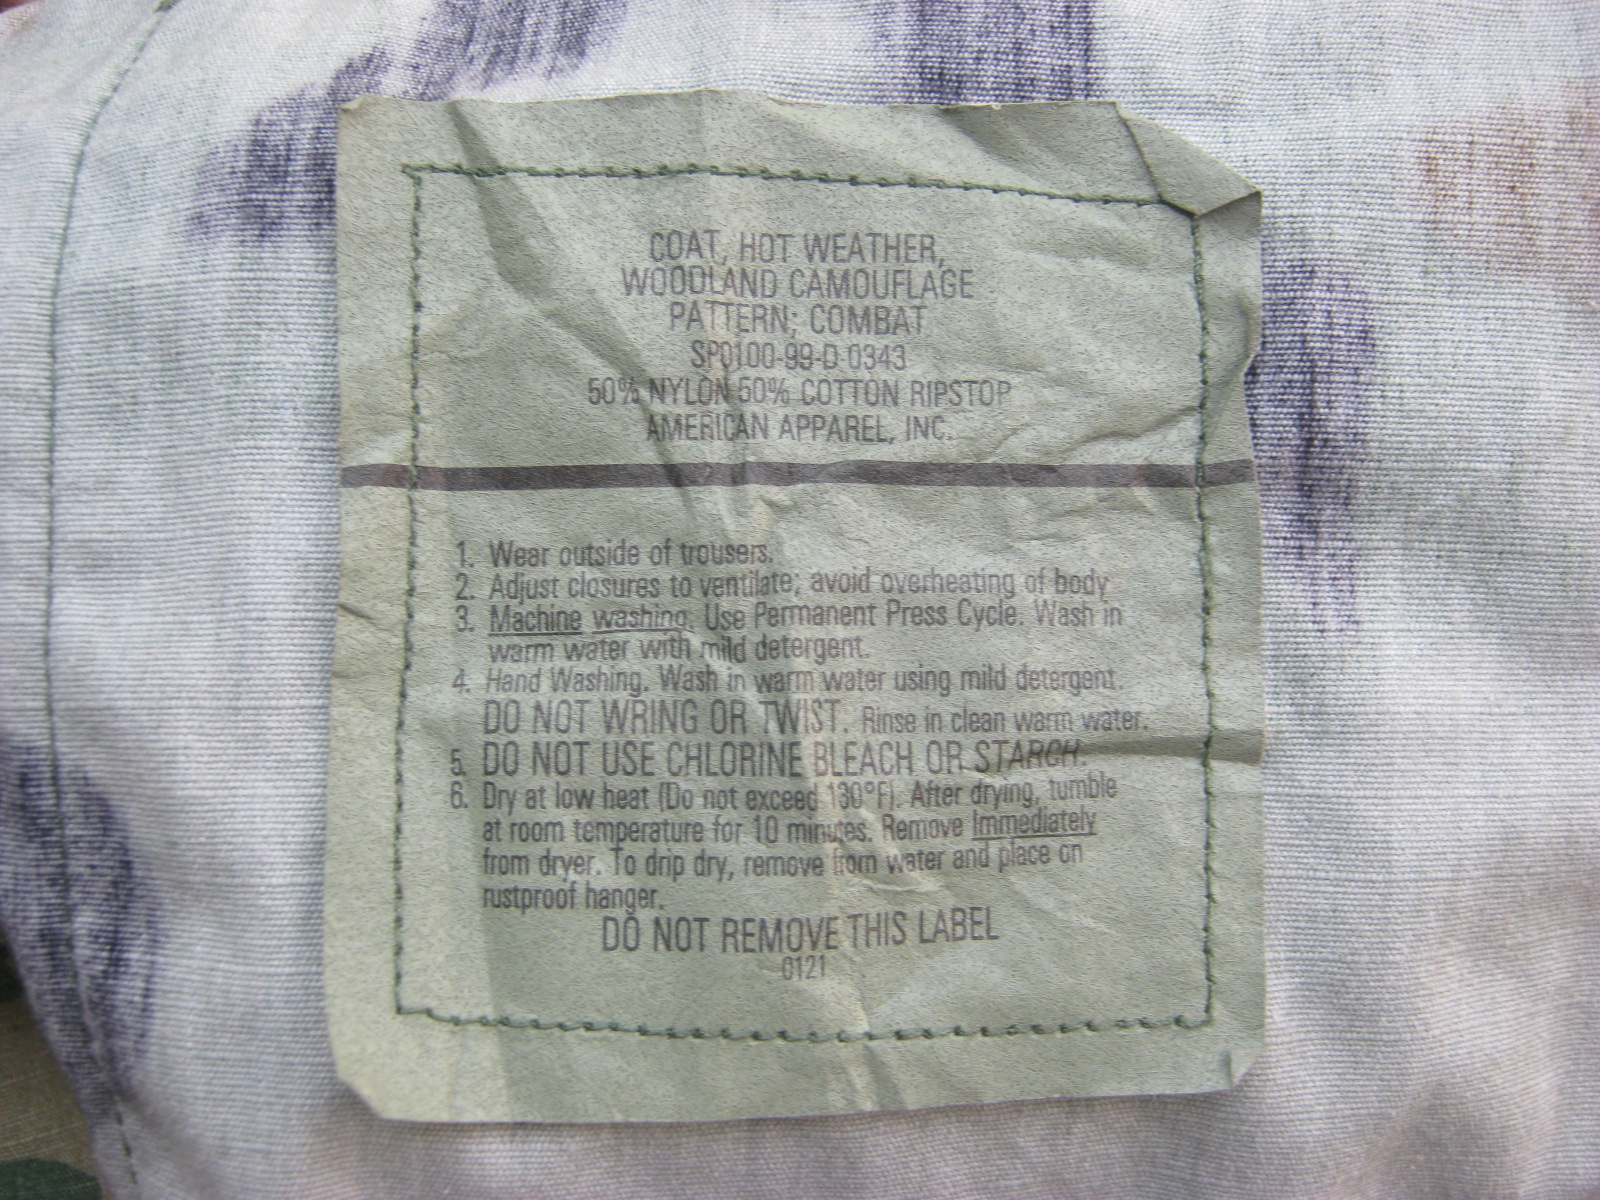 COAT, HOT WEATHER,
WOODLAND CAMOUFLAGE
PATTERN; COMBAT
SP0100-99-D 0343
50% NYLON 50% COTTON RIPSTOP
AMERICAN APPAREL, INC.
1. Wear outside of trousers.
2. Adjust closures to ventilate; avoid overheating of body
3. Machine washing. Use Permanent Press Cycle. Wash in
warm water with mild detergent.
4. Hand Washing. Wash in warm water using mild detergent.
DO NOT WRING OR TWIST. Rinse in clean warm water.
5. DO NOT USE CHLORINE BLEACH OR STARCH.
6. Dry at low heat (Do not exceed 130°F). After drying, tumble
at room temperature for 10 minutes. Remove Immediately
from dryer. To drip dry, remove from water and place on
rustproof hanger.
DO NOT REMOVE THIS LABEL
0121